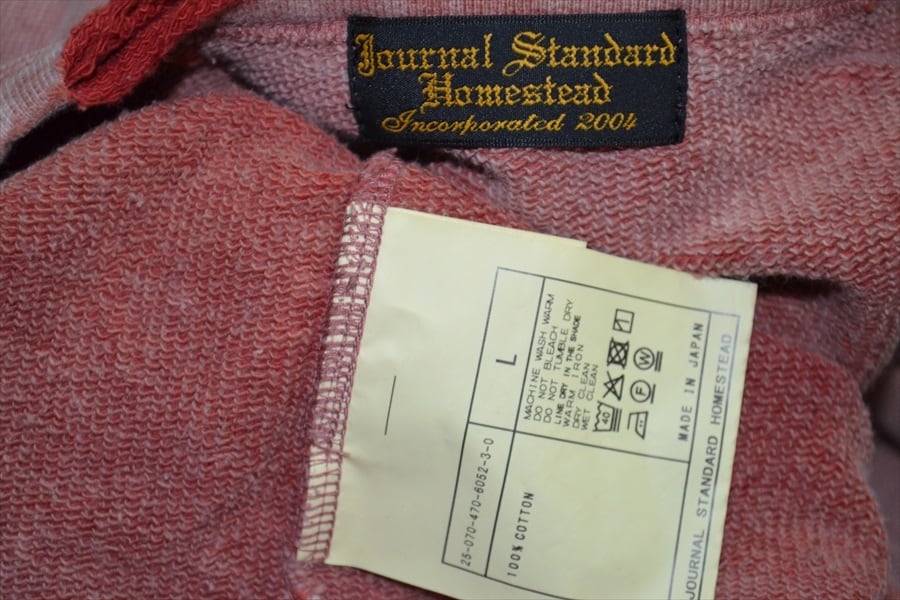 Journal Standard
Homestead
Incorporated 2004
L
MACHINE WASH WARM
DO NOT BLEACH
DO NOT TUMBLE DRY
LINE DRY IN THE SHADE
WARM IRON
DRY CLEAN
WET CLEAN
40
F
W
MADE IN JAPAN
JOURNAL STANDARD HOMESTEAD
25-070-470-6052-3-0
100% COTTON